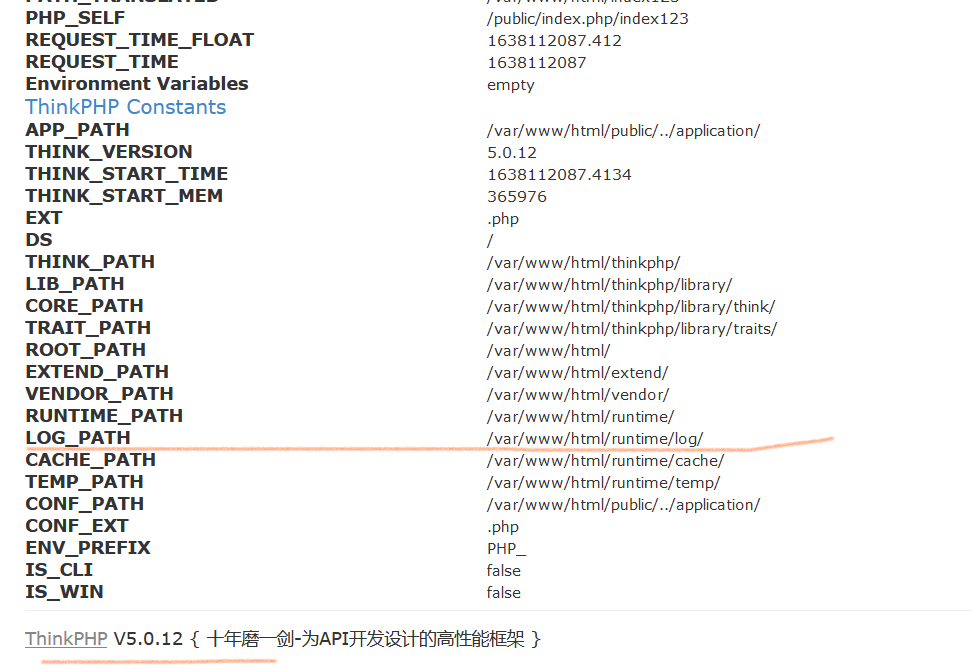 PATH_TRANSLATED /var/www/html/index123
PHP_SELF /public/index.php/index123
REQUEST_TIME_FLOAT 1638112087.412
REQUEST_TIME 1638112087
Environment Variables empty
ThinkPHP Constants
APP_PATH /var/www/html/public/../application/
THINK_VERSION 5.0.12
THINK_START_TIME 1638112087.4134
THINK_START_MEM 365976
EXT .php
DS /
THINK_PATH /var/www/html/thinkphp/
LIB_PATH /var/www/html/thinkphp/library/
CORE_PATH /var/www/html/thinkphp/library/think/
TRAIT_PATH /var/www/html/thinkphp/library/traits/
ROOT_PATH /var/www/html/
EXTEND_PATH /var/www/html/extend/
VENDOR_PATH /var/www/html/vendor/
RUNTIME_PATH /var/www/html/runtime/
LOG_PATH /var/www/html/runtime/log/
CACHE_PATH /var/www/html/runtime/cache/
TEMP_PATH /var/www/html/runtime/temp/
CONF_PATH /var/www/html/public/../application/
CONF_EXT .php
ENV_PREFIX PHP_
IS_CLI false
IS_WIN false
ThinkPHP V5.0.12 { 十年磨一剑-为API开发设计的高性能框架 }